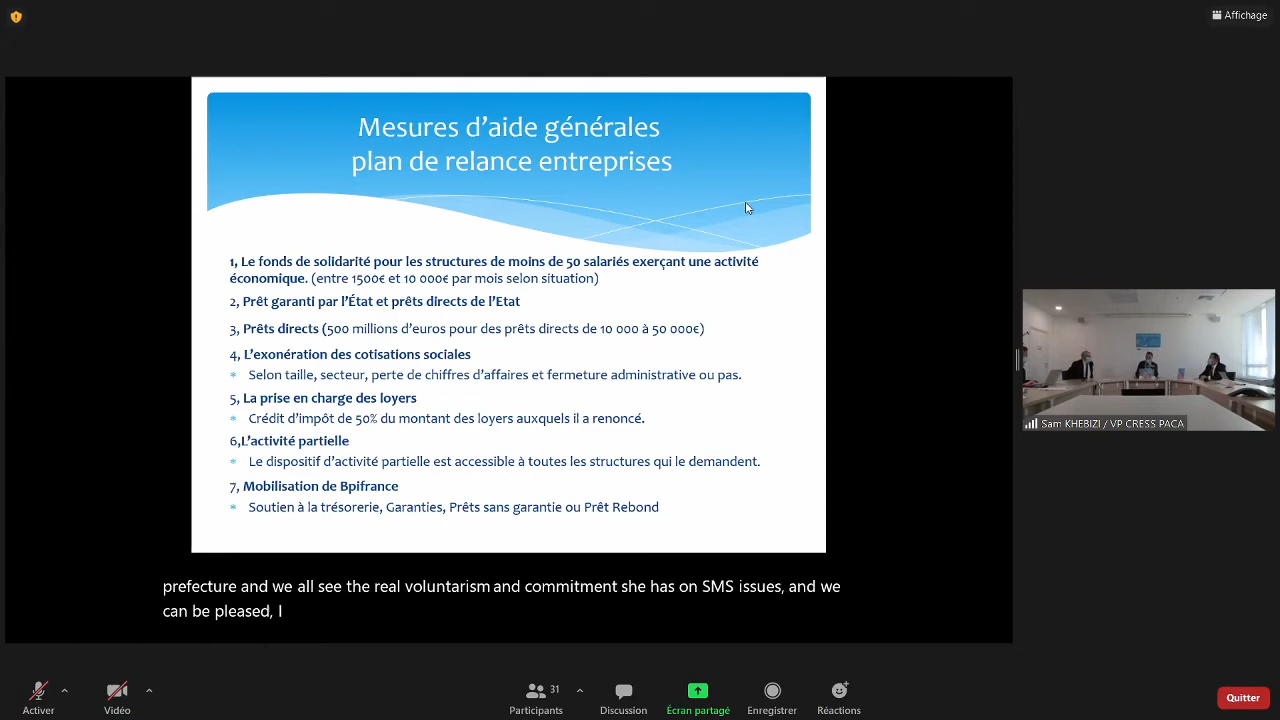 Affichage
Mesures d'aide générales
plan de relance entreprises
1, Le fonds de solidarité pour les structures de moins de 50 salariés exerçant une activité
économique. (entre 1500€ et 10 000€ par mois selon situation)
2, Prêt garanti par l'État et prêts directs de l'Etat
3, Prêts directs (500 millions d'euros pour des prêts directs de 10 000 à 50 000€)
4, L'exonération des cotisations sociales
* Selon taille, secteur, perte de chiffres d'affaires et fermeture administrative ou pas.
5, La prise en charge des loyers
* Crédit d'impôt de 50% du montant des loyers auxquels il a renoncé.
6,L'activité partielle
* Le dispositif d'activité partielle est accessible à toutes les structures qui le demandent.
7, Mobilisation de Bpifrance
* Soutien à la trésorerie, Garanties, Prêts sans garantie ou Prêt Rebond
Sam KHEBIZI / VP CRESS PACA
prefecture and we all see the real voluntarism and commitment she has on SMS issues, and we
can be pleased, I
Activer
Vidéo
Participants
31
Discussion
Écran partagé
Enregistrer
Réactions
Quitter